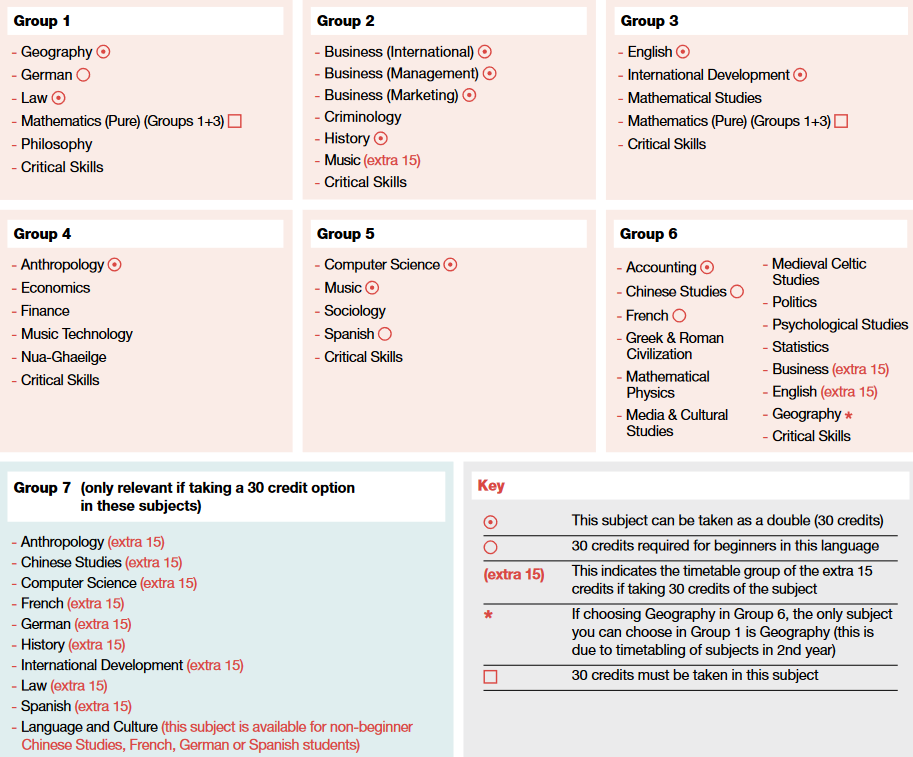 Group 1
- Geography
- German
- Law
- Mathematics (Pure) (Groups 1+3)
- Philosophy
- Critical Skills
Group 2
- Business (International)
- Business (Management)
- Business (Marketing)
- Criminology
- History
- Music (extra 15)
- Critical Skills
Group 3
- English
- International Development
- Mathematical Studies
- Mathematics (Pure) (Groups 1+3)
- Critical Skills
Group 4
- Anthropology
- Economics
- Finance
- Music Technology
- Nua-Ghaeilge
- Critical Skills
Group 5
- Computer Science
- Music
- Sociology
- Spanish
- Critical Skills
Group 6
- Accounting
- Chinese Studies
- French
- Greek & Roman
Civilization
- Mathematical
Physics
- Media & Cultural
Studies
- Medieval Celtic
Studies
- Politics
- Psychological Studies
- Statistics
- Business (extra 15)
- English (extra 15)
- Geography *
- Critical Skills
Group 7 (only relevant if taking a 30 credit option
in these subjects)
- Anthropology (extra 15)
- Chinese Studies (extra 15)
- Computer Science (extra 15)
- French (extra 15)
- German (extra 15)
- History (extra 15)
- International Development (extra 15)
- Law (extra 15)
- Spanish (extra 15)
- Language and Culture (this subject is available for non-beginner
Chinese Studies, French, German or Spanish students)
Key
This subject can be taken as a double (30 credits)
30 credits required for beginners in this language
(extra 15) This indicates the timetable group of the extra 15
credits if taking 30 credits of the subject
* If choosing Geography in Group 6, the only subject
you can choose in Group 1 is Geography (this is
due to timetabling of subjects in 2nd year)
30 credits must be taken in this subject